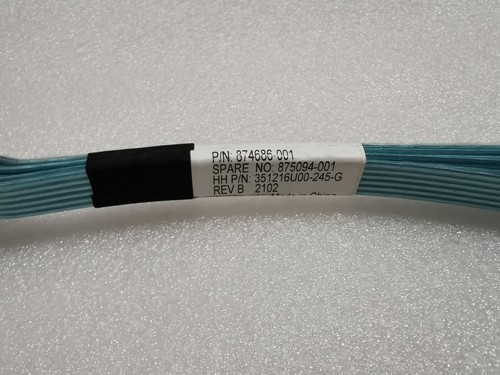 P/N: 874686-001
SPARE NO: 875094-001
HH P/N: 351216U00-245-G
REV B 2102
Made in China